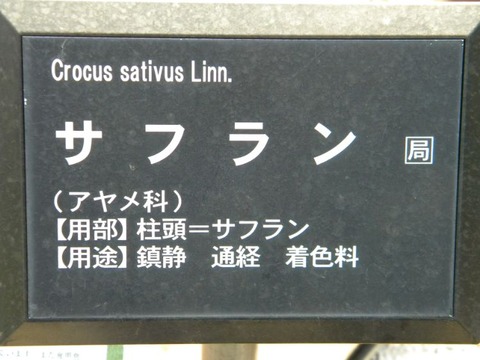 Crocus sativus Linn.
サフラン 局
(アヤメ科)
【用部】柱頭＝サフラン
【用途】鎮静　通経　着色料